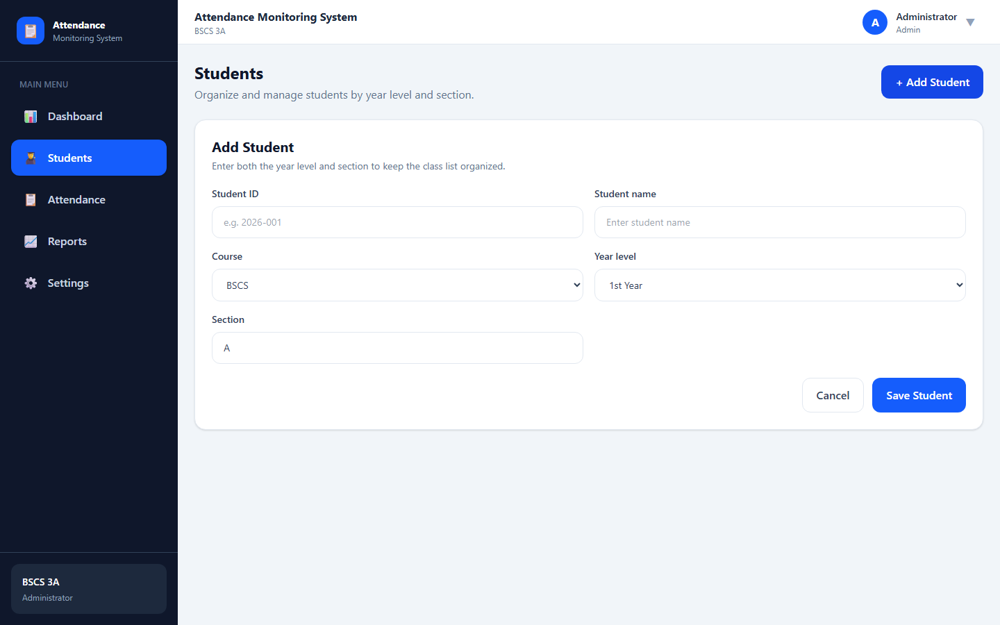 Attendance
Monitoring System
MAIN MENU
Dashboard
Students
Attendance
Reports
Settings
BSCS 3A
Administrator
Attendance Monitoring System
BSCS 3A
A
Administrator
Admin
Students
Organize and manage students by year level and section.
+ Add Student
Add Student
Enter both the year level and section to keep the class list organized.
Student ID
Student name
e.g. 2026-001
Enter student name
Course
Year level
BSCS
1st Year
Section
A
Cancel
Save Student